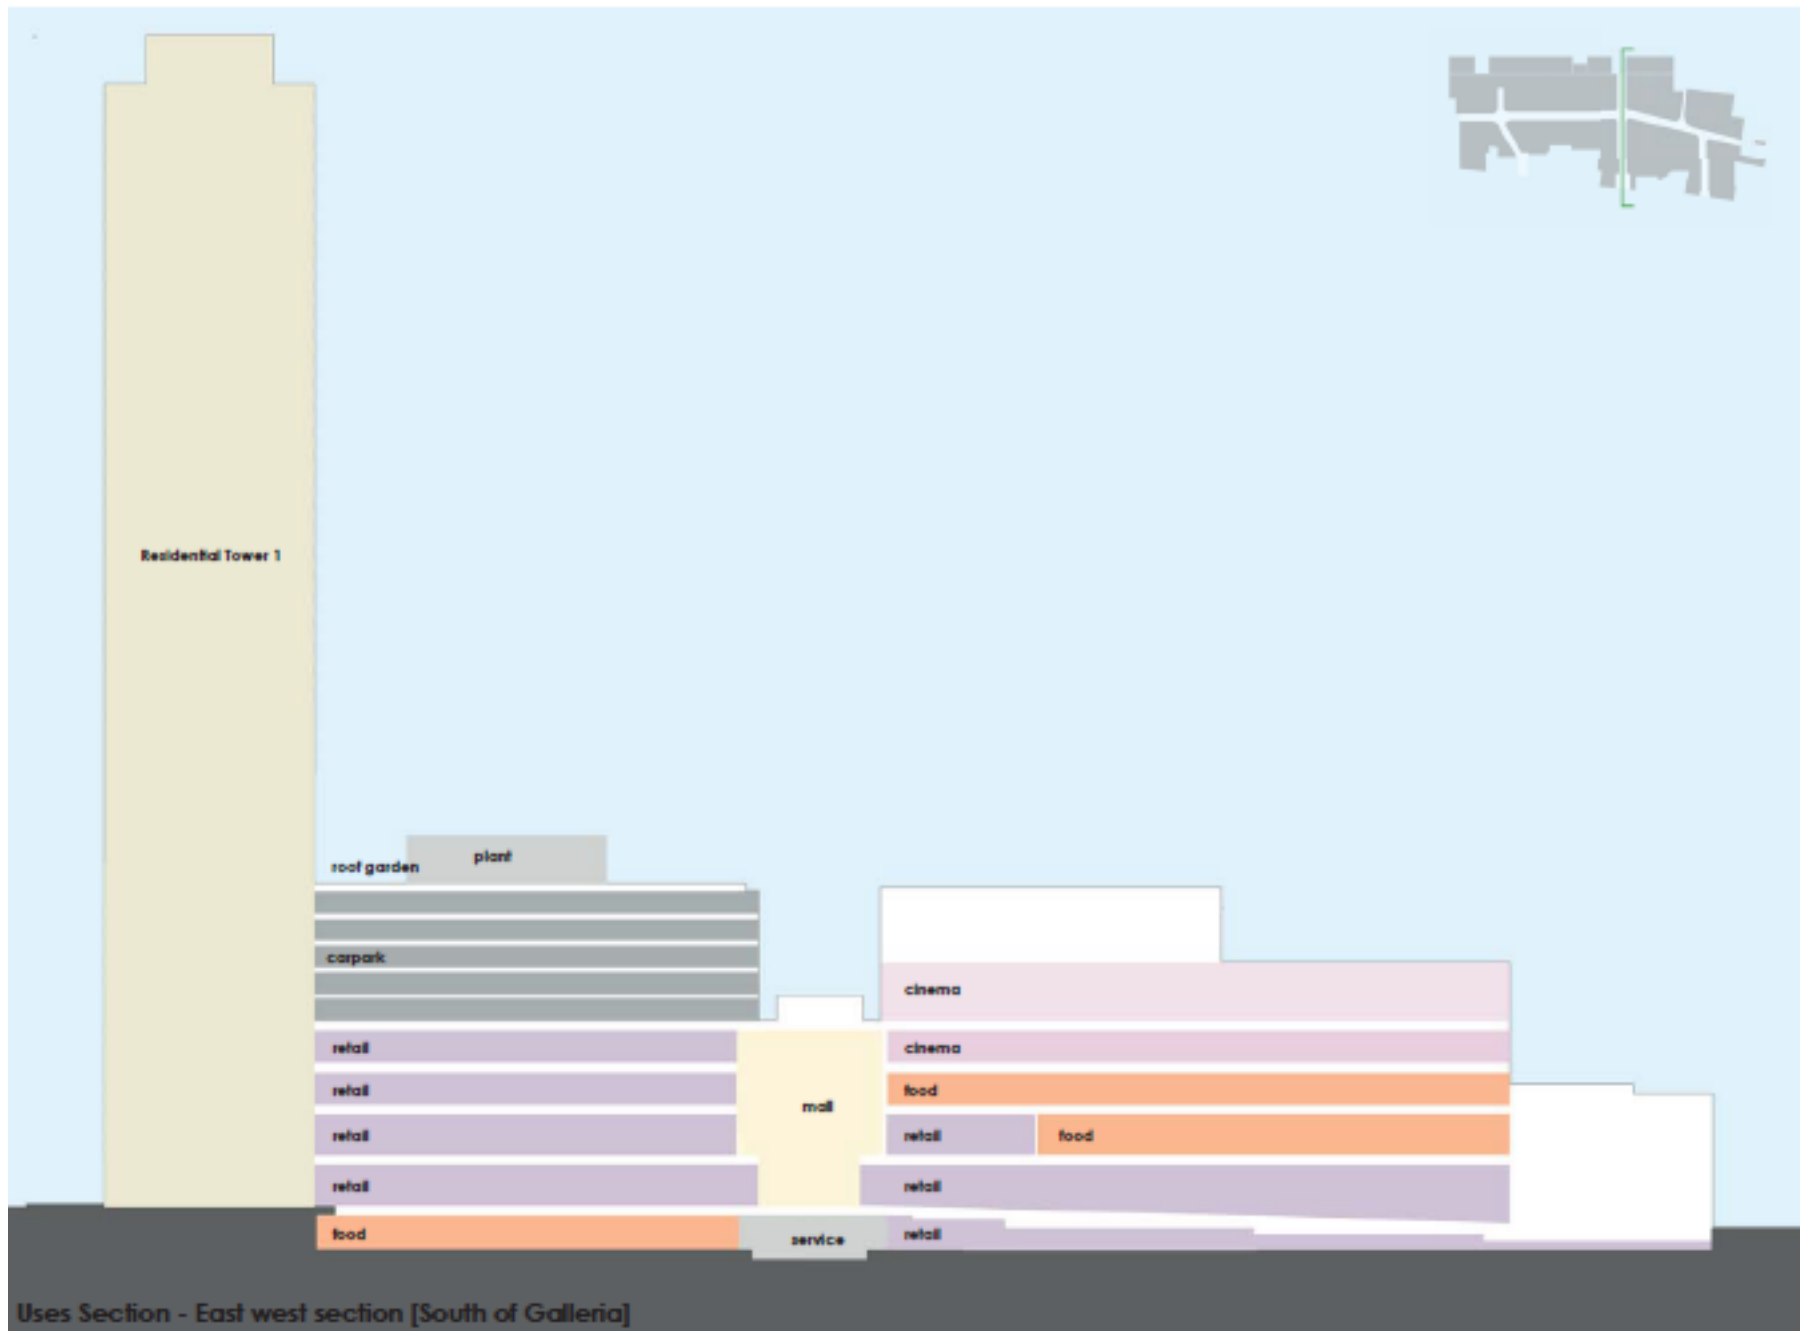 Residential Tower 1
plant
roof garden
carpark
cinema
retail
cinema
retail
food
mall
retail
retail
food
retail
retail
food
service
retail
Uses Section - East west section [South of Galleria]